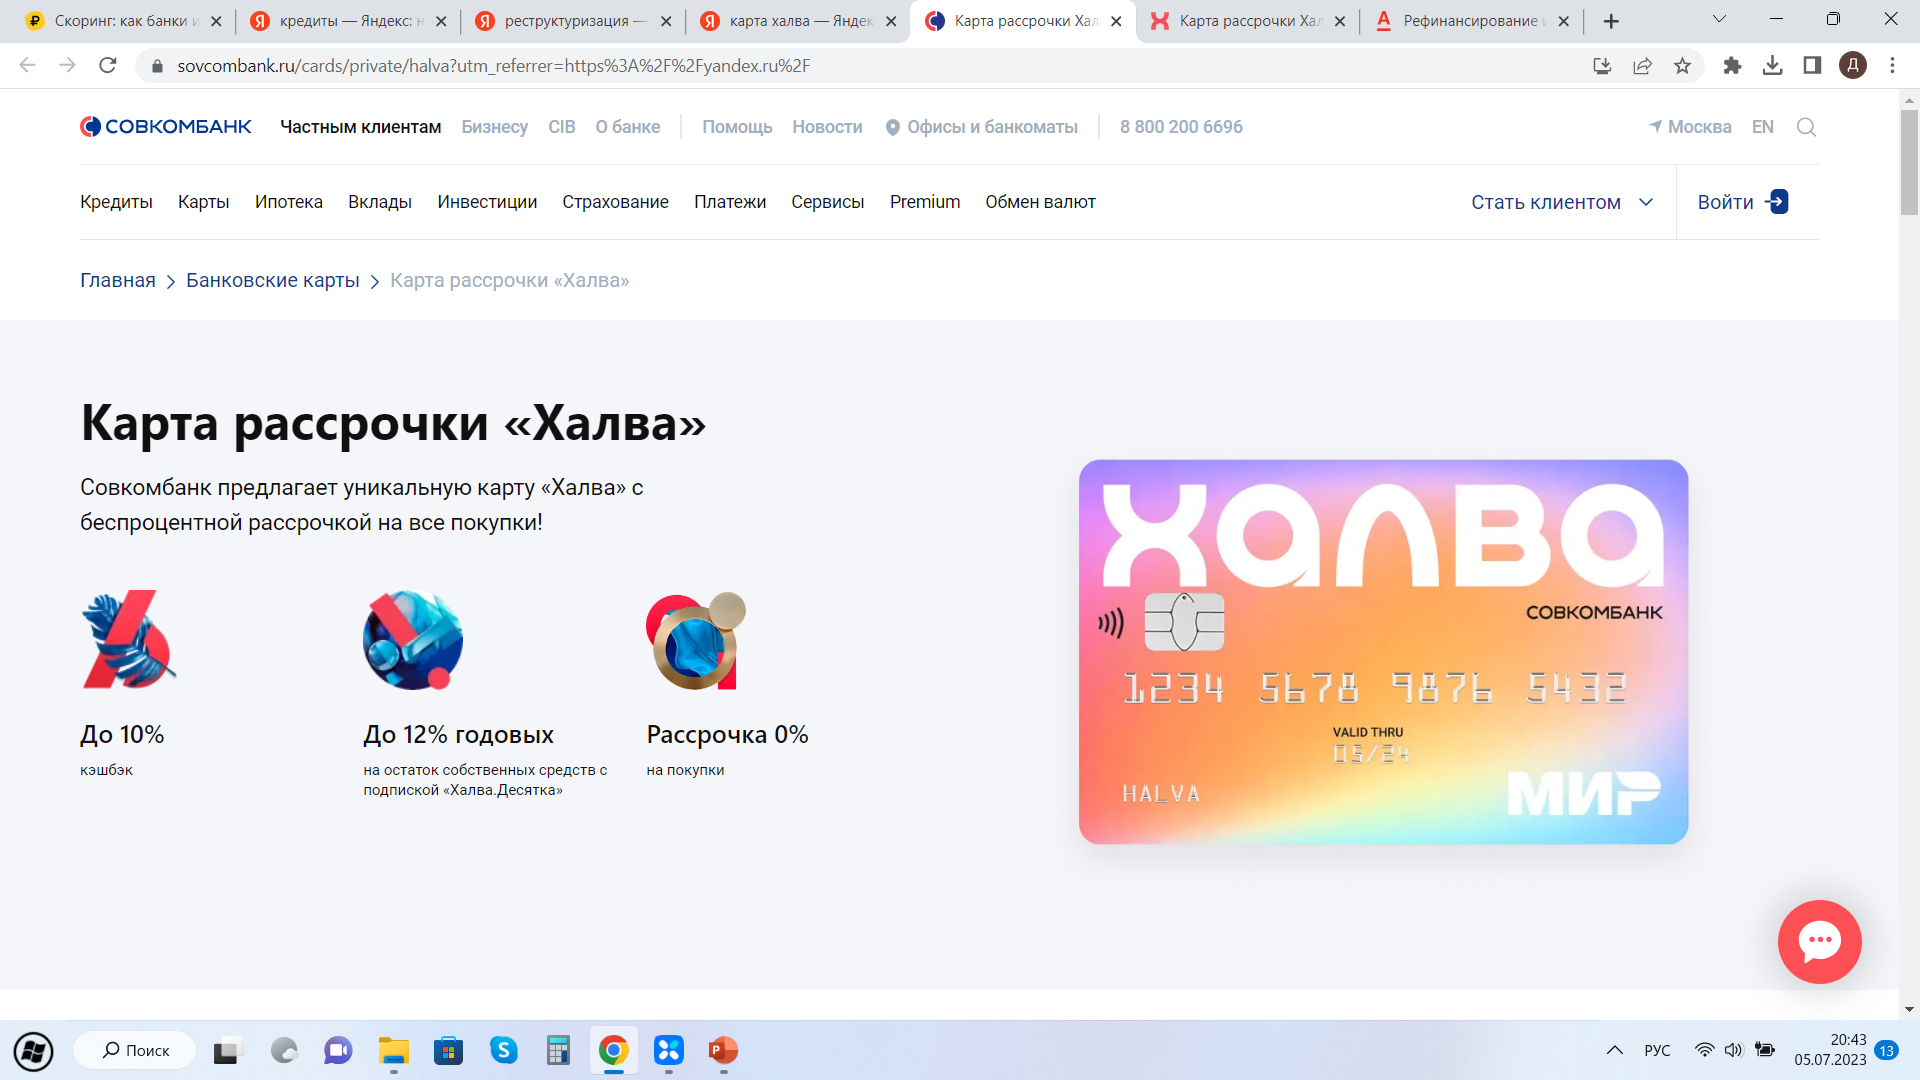 Скоринг: как банки и
кредиты — Яндекс: н
реструктуризация —
карта халва — Яндек
Карта рассрочки Хал
Карта рассрочки Хал
Рефинансирование и
sovcombank.ru/cards/private/halva?utm_referrer=https%3A%2F%2Fyandex.ru%2F
Д
СОВКОМБАНК
Частным клиентам
Бизнесу
CIB
О банке
Помощь
Новости
Офисы и банкоматы
8 800 200 6696
Москва
EN
Кредиты
Карты
Ипотека
Вклады
Инвестиции
Страхование
Платежи
Сервисы
Premium
Обмен валют
Стать клиентом
Войти
Главная
Банковские карты
Карта рассрочки «Халва»
Карта рассрочки «Халва»
Совкомбанк предлагает уникальную карту «Халва» с
беспроцентной рассрочкой на все покупки!
До 10%
кэшбэк
До 12% годовых
на остаток собственных средств с
подпиской «Халва.Десятка»
Рассрочка 0%
на покупки
ХАЛВА
СОВКОМБАНК
1234 5678 9876 5432
VALID THRU
05/24
HALVA
МИР
Поиск
РУС
20:43
05.07.2023
13